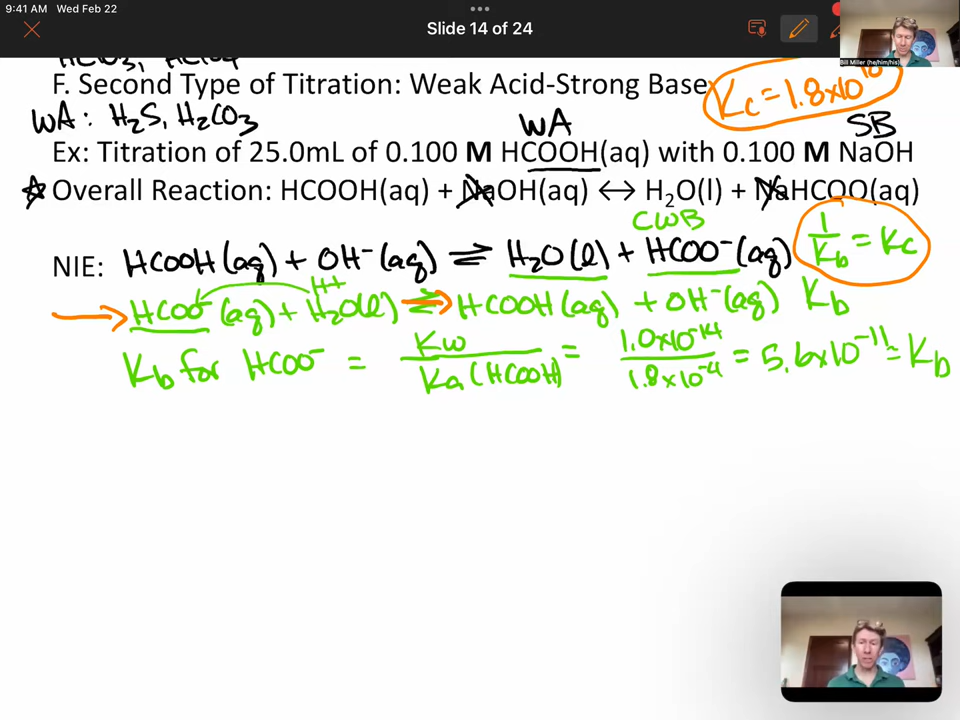 9:41 AM Wed Feb 22
Slide 14 of 24
Bill Miller (he/him/his)
F. Second Type of Titration: Weak Acid-Strong Base
Kc = 1.8x10
WA: H₂S, H₂CO₃
WA
SB
Ex: Titration of 25.0mL of 0.100 M HCOOH(aq) with 0.100 M NaOH
Overall Reaction: HCOOH(aq) + NaOH(aq) ↔ H₂O(l) + NaHCOO(aq)
CWB
NIE: HCOOH(aq) + OH⁻(aq) ⇌ H₂O(l) + HCOO⁻(aq)
1/Kb = Kc
H+
HCOO⁻(aq) + H₂O(l) ⇌ HCOOH(aq) + OH⁻(aq) Kb
Kb for HCOO⁻ = Kw / Ka (HCOOH) = 1.0x10⁻¹⁴ / 1.8x10⁻⁴ = 5.6x10⁻¹¹ = Kb